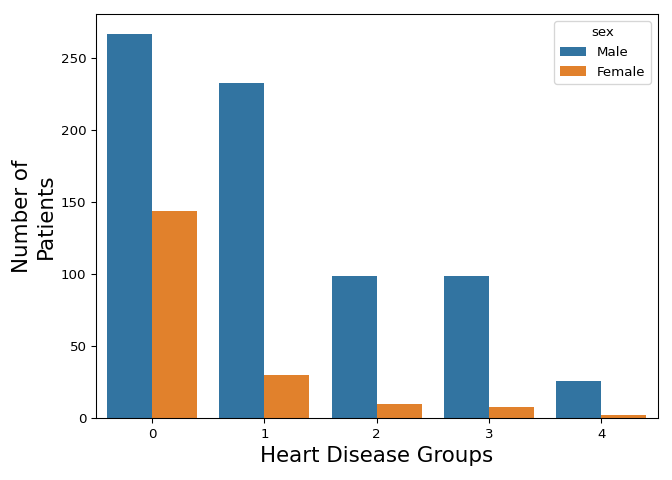 sex
Male
Female
250
200
150
100
50
0
Number of
Patients
0 1 2 3 4
Heart Disease Groups